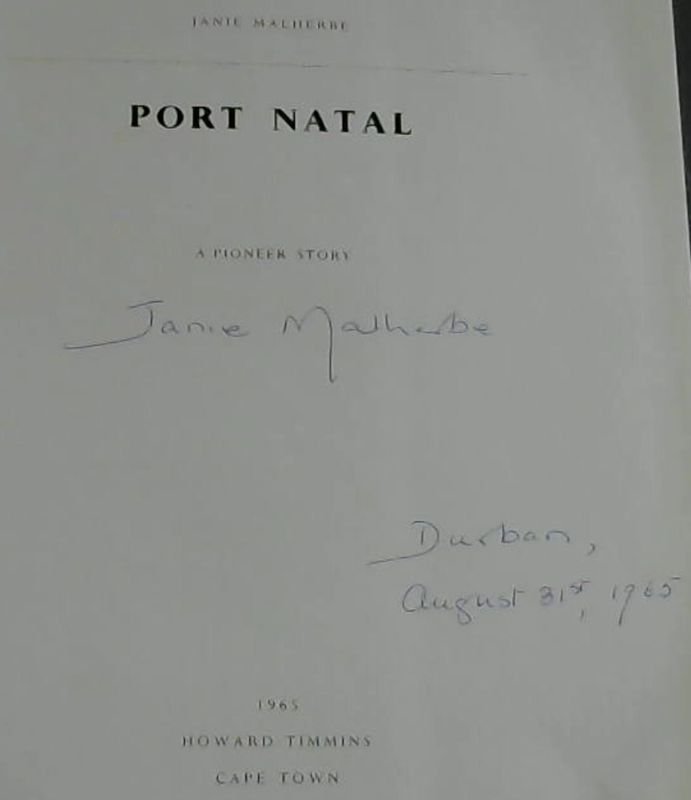 JANIE MALHERBE
PORT NATAL
A PIONEER STORY
Janie Malherbe
Durban,
August 31st, 1965
1965
HOWARD TIMMINS
CAPE TOWN